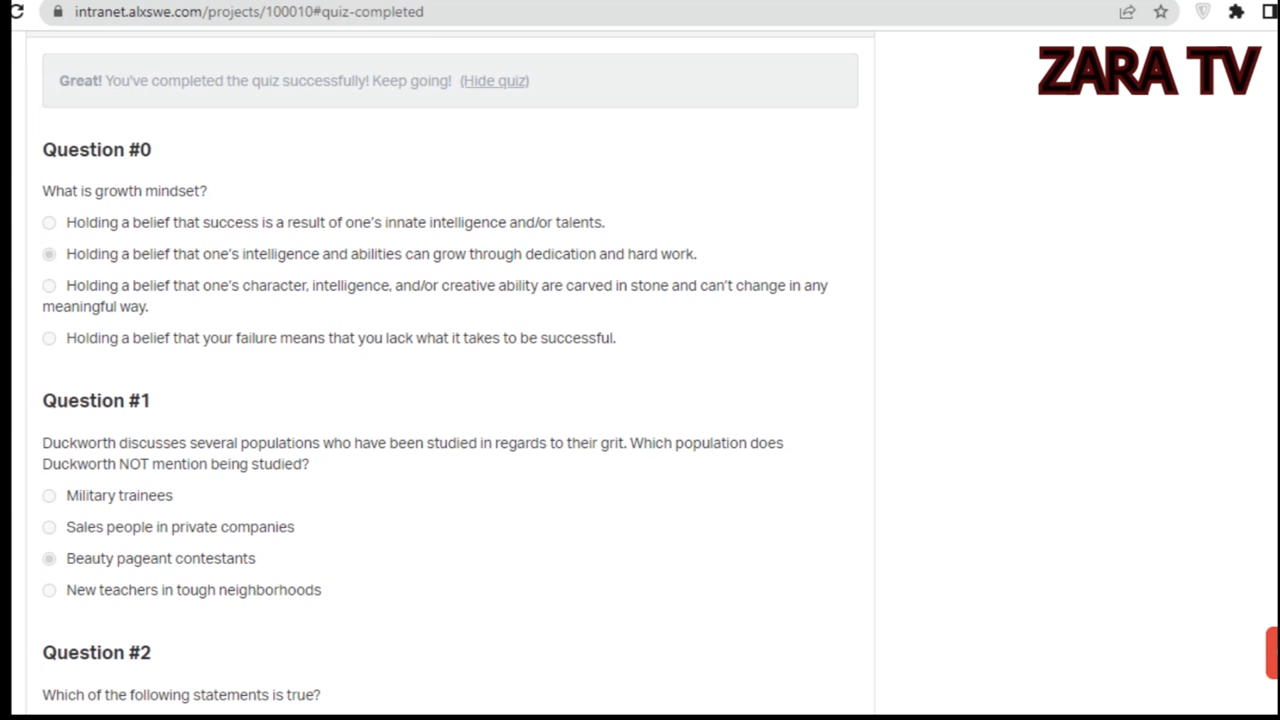 intranet.alxswe.com/projects/100010#quiz-completed
ZARA TV
Great! You've completed the quiz successfully! Keep going! (Hide quiz)
Question #0
What is growth mindset?
Holding a belief that success is a result of one's innate intelligence and/or talents.
Holding a belief that one's intelligence and abilities can grow through dedication and hard work.
Holding a belief that one's character, intelligence, and/or creative ability are carved in stone and can't change in any
meaningful way.
Holding a belief that your failure means that you lack what it takes to be successful.
Question #1
Duckworth discusses several populations who have been studied in regards to their grit. Which population does
Duckworth NOT mention being studied?
Military trainees
Sales people in private companies
Beauty pageant contestants
New teachers in tough neighborhoods
Question #2
Which of the following statements is true?